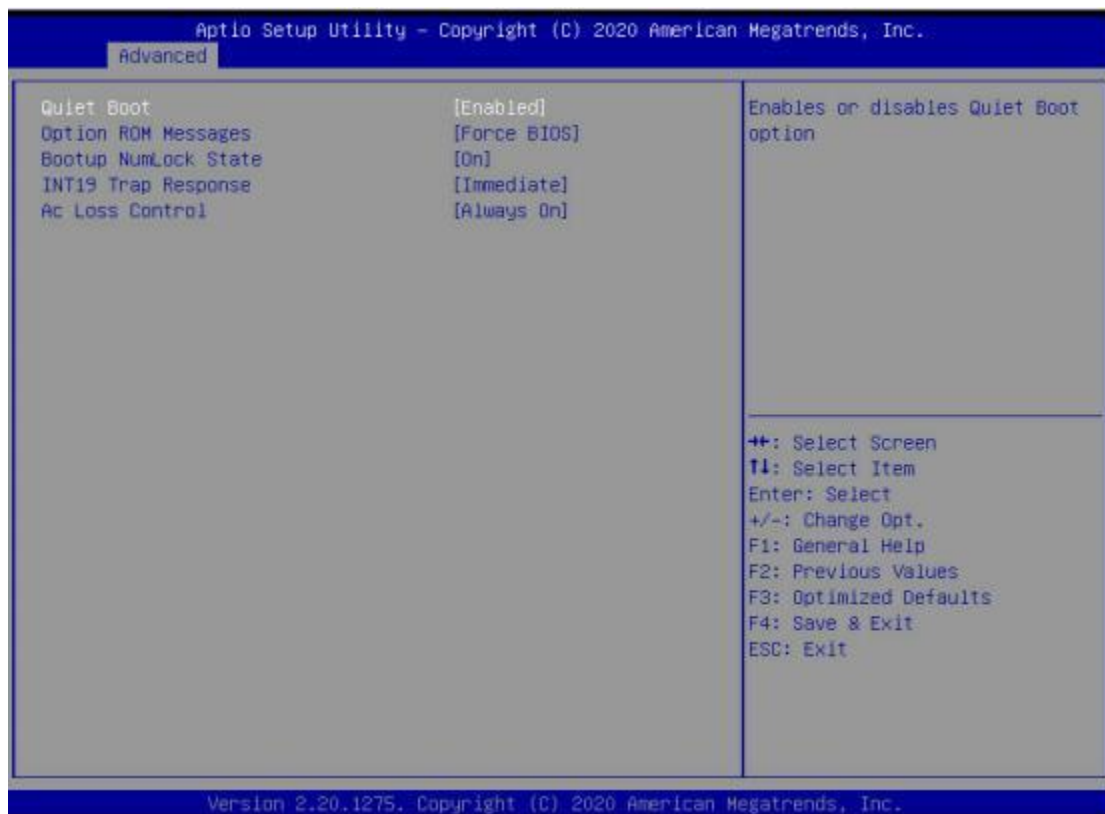 Aptio Setup Utility – Copyright (C) 2020 American Megatrends, Inc.
Advanced
Quiet Boot [Enabled]
Option ROM Messages [Force BIOS]
Bootup NumLock State [On]
INT19 Trap Response [Immediate]
Ac Loss Control [Always On]
Enables or disables Quiet Boot
option
→←: Select Screen
↑↓: Select Item
Enter: Select
+/-: Change Opt.
F1: General Help
F2: Previous Values
F3: Optimized Defaults
F4: Save & Exit
ESC: Exit
Version 2.20.1275. Copyright (C) 2020 American Megatrends, Inc.